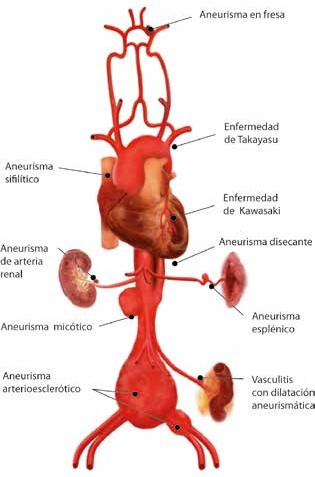 Aneurisma en fresa
Enfermedad
de Takayasu
Aneurisma
sifilítico
Enfermedad
de Kawasaki
Aneurisma disecante
Aneurisma
de arteria
renal
Aneurisma
esplénico
Aneurisma micótico
Aneurisma
arterioesclerótico
Vasculitis
con dilatación
aneurismática